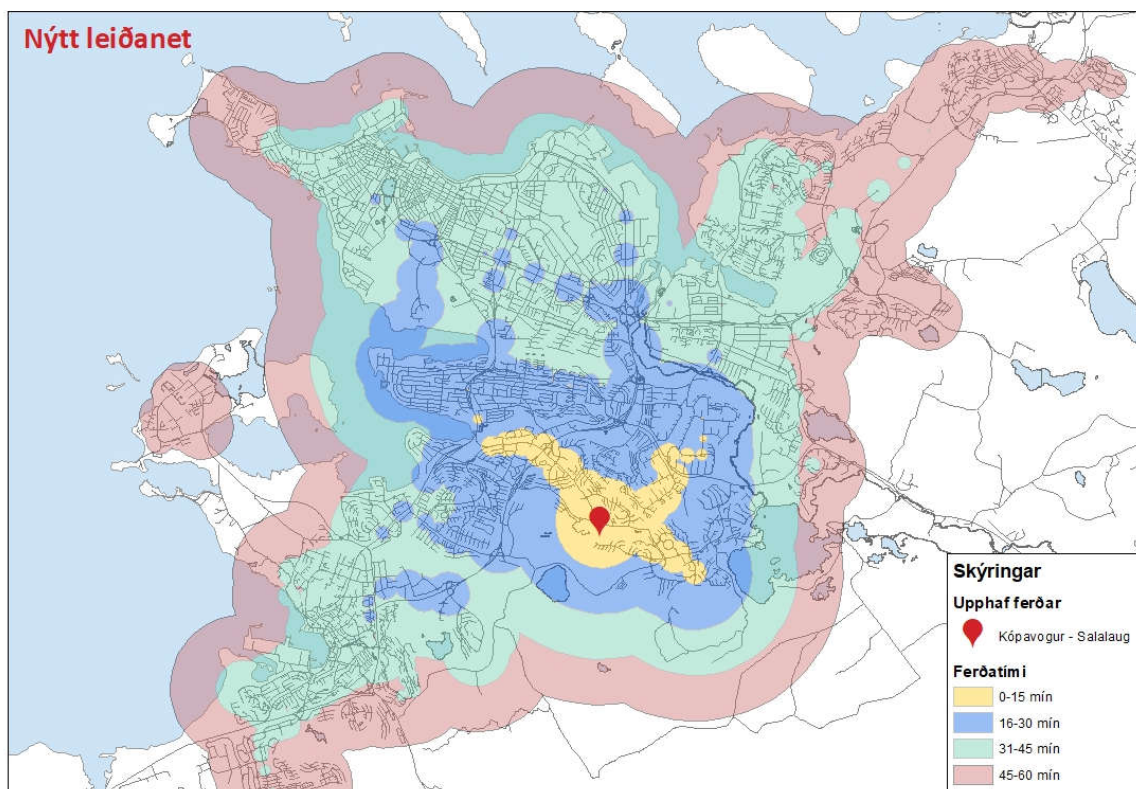 Nýtt leiðanet
Skýringar
Upphaf ferðar
Kópavogur - Salalaug
Ferðatími
0-15 mín
16-30 mín
31-45 mín
45-60 mín